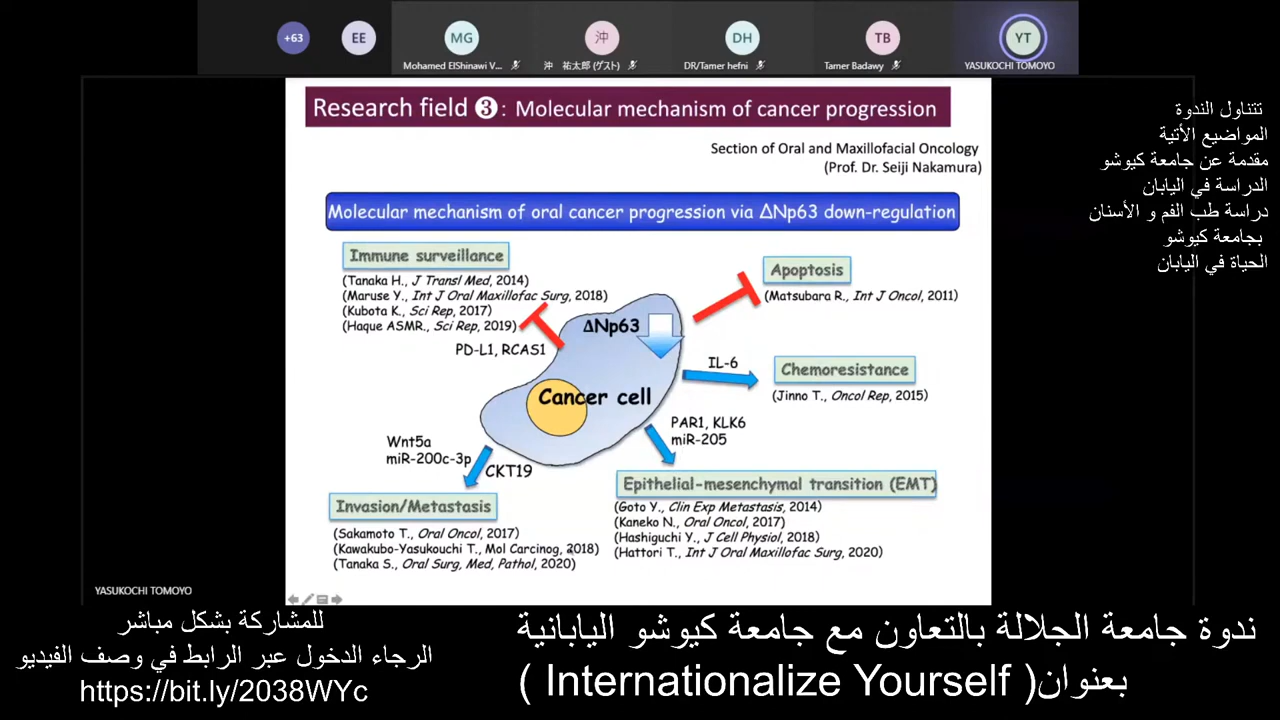 +63
EE
MG
沖
DH
TB
YT
Mohamed ElShinawi V...
沖 祐太郎 (ゲスト)
DR/Tamer hefni
Tamer Badawy
YASUKOCHI TOMOYO
Research field ❸: Molecular mechanism of cancer progression
Section of Oral and Maxillofacial Oncology
(Prof. Dr. Seiji Nakamura)
Molecular mechanism of oral cancer progression via ΔNp63 down-regulation
Immune surveillance
(Tanaka H., J Transl Med, 2014)
(Maruse Y., Int J Oral Maxillofac Surg, 2018)
(Kubota K., Sci Rep, 2017)
(Haque ASMR., Sci Rep, 2019)
PD-L1, RCAS1
Apoptosis
(Matsubara R., Int J Oncol, 2011)
ΔNp63
Cancer cell
IL-6
Chemoresistance
(Jinno T., Oncol Rep, 2015)
PAR1, KLK6
miR-205
Wnt5a
miR-200c-3p
CKT19
Invasion/Metastasis
(Sakamoto T., Oral Oncol, 2017)
(Kawakubo-Yasukouchi T., Mol Carcinog, 2018)
(Tanaka S., Oral Surg, Med, Pathol, 2020)
Epithelial-mesenchymal transition (EMT)
(Goto Y., Clin Exp Metastasis, 2014)
(Kaneko N., Oral Oncol, 2017)
(Hashiguchi Y., J Cell Physiol, 2018)
(Hattori T., Int J Oral Maxillofac Surg, 2020)
YASUKOCHI TOMOYO
تتناول الندوة
المواضيع الأتية
مقدمة عن جامعة كيوشو
الدراسة في اليابان
دراسة طب الفم و الأسنان
بجامعة كيوشو
الحياة في اليابان
للمشاركة بشكل مباشر
الرجاء الدخول عبر الرابط في وصف الفيديو
https://bit.ly/2038WYc
ندوة جامعة الجلالة بالتعاون مع جامعة كيوشو اليابانية
بعنوان( Internationalize Yourself )